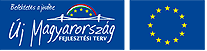 Befektetés a jövőbe
Új Magyarország
FEJLESZTÉSI TERV